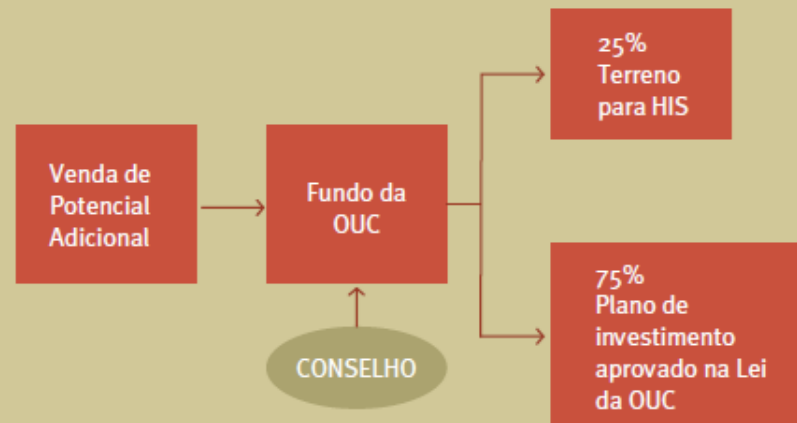 Venda de
Potencial
Adicional
Fundo da
OUC
CONSELHO
25%
Terreno
para HIS
75%
Plano de
investimento
aprovado na Lei
da OUC